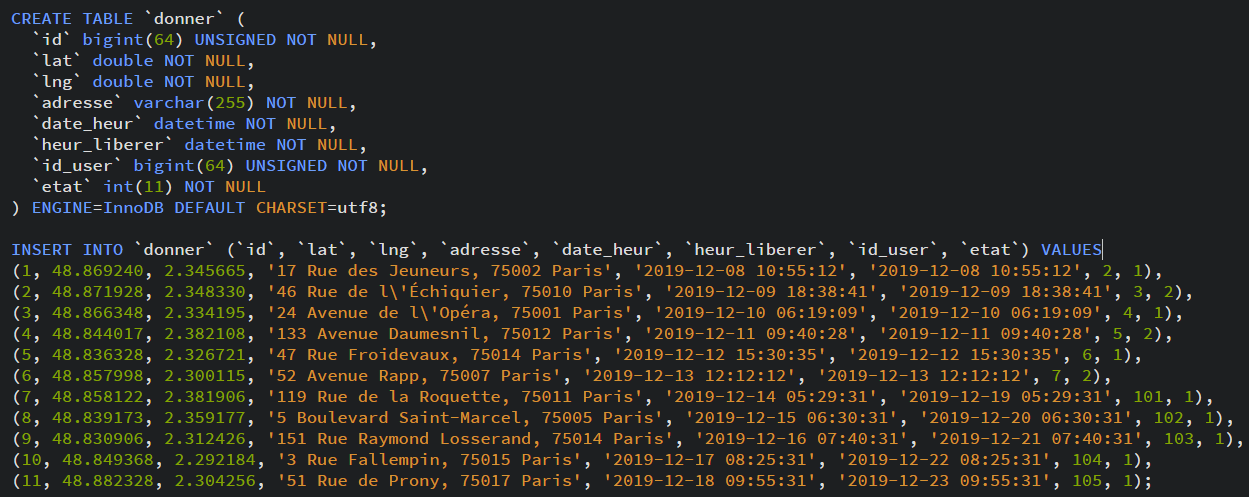 CREATE TABLE `donner` (
  `id` bigint(64) UNSIGNED NOT NULL,
  `lat` double NOT NULL,
  `lng` double NOT NULL,
  `adresse` varchar(255) NOT NULL,
  `date_heur` datetime NOT NULL,
  `heur_liberer` datetime NOT NULL,
  `id_user` bigint(64) UNSIGNED NOT NULL,
  `etat` int(11) NOT NULL
) ENGINE=InnoDB DEFAULT CHARSET=utf8;
INSERT INTO `donner` (`id`, `lat`, `lng`, `adresse`, `date_heur`, `heur_liberer`, `id_user`, `etat`) VALUES
(1, 48.869240, 2.345665, '17 Rue des Jeuneurs, 75002 Paris', '2019-12-08 10:55:12', '2019-12-08 10:55:12', 2, 1),
(2, 48.871928, 2.348330, '46 Rue de l\'Échiquier, 75010 Paris', '2019-12-09 18:38:41', '2019-12-09 18:38:41', 3, 2),
(3, 48.866348, 2.334195, '24 Avenue de l\'Opéra, 75001 Paris', '2019-12-10 06:19:09', '2019-12-10 06:19:09', 4, 1),
(4, 48.844017, 2.382108, '133 Avenue Daumesnil, 75012 Paris', '2019-12-11 09:40:28', '2019-12-11 09:40:28', 5, 2),
(5, 48.836328, 2.326721, '47 Rue Froidevaux, 75014 Paris', '2019-12-12 15:30:35', '2019-12-12 15:30:35', 6, 1),
(6, 48.857998, 2.300115, '52 Avenue Rapp, 75007 Paris', '2019-12-13 12:12:12', '2019-12-13 12:12:12', 7, 2),
(7, 48.858122, 2.381906, '119 Rue de la Roquette, 75011 Paris', '2019-12-14 05:29:31', '2019-12-19 05:29:31', 101, 1),
(8, 48.839173, 2.359177, '5 Boulevard Saint-Marcel, 75005 Paris', '2019-12-15 06:30:31', '2019-12-20 06:30:31', 102, 1),
(9, 48.830906, 2.312426, '151 Rue Raymond Losserand, 75014 Paris', '2019-12-16 07:40:31', '2019-12-21 07:40:31', 103, 1),
(10, 48.849368, 2.292184, '3 Rue Fallempin, 75015 Paris', '2019-12-17 08:25:31', '2019-12-22 08:25:31', 104, 1),
(11, 48.882328, 2.304256, '51 Rue de Prony, 75017 Paris', '2019-12-18 09:55:31', '2019-12-23 09:55:31', 105, 1);